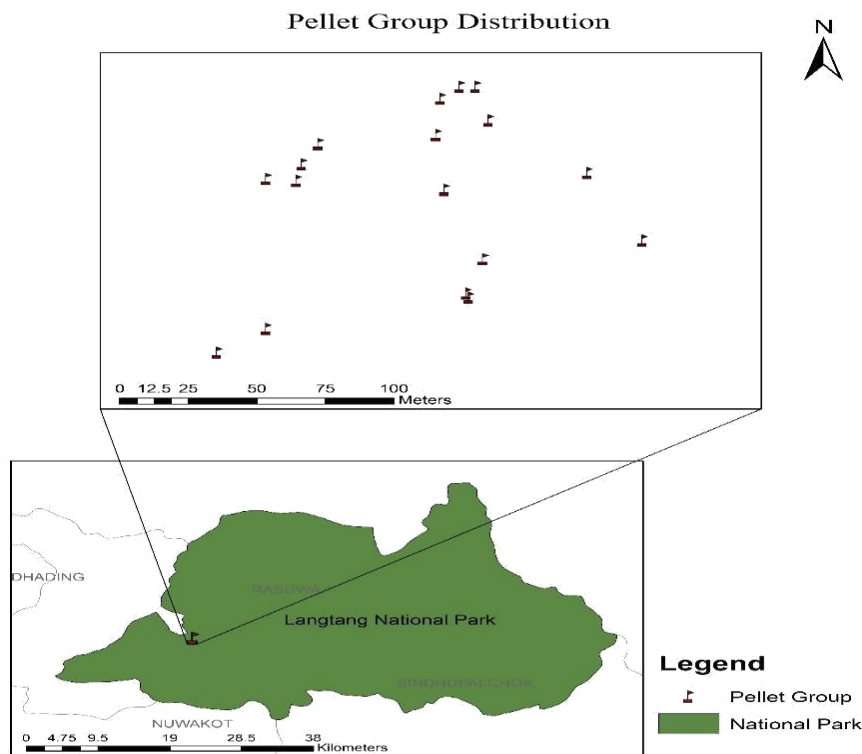 Pellet Group Distribution
N
0 12.5 25 50 75 100
Meters
DHADING
RASUWA
Langtang National Park
SINDHUPALCHOK
NUWAKOT
0 4.75 9.5 19 28.5 38
Kilometers
Legend
Pellet Group
National Park